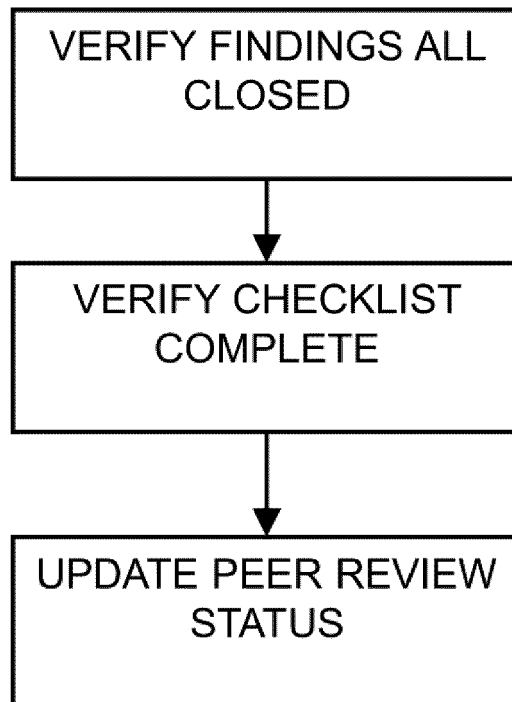 VERIFY FINDINGS ALL
CLOSED
VERIFY CHECKLIST
COMPLETE
UPDATE PEER REVIEW
STATUS